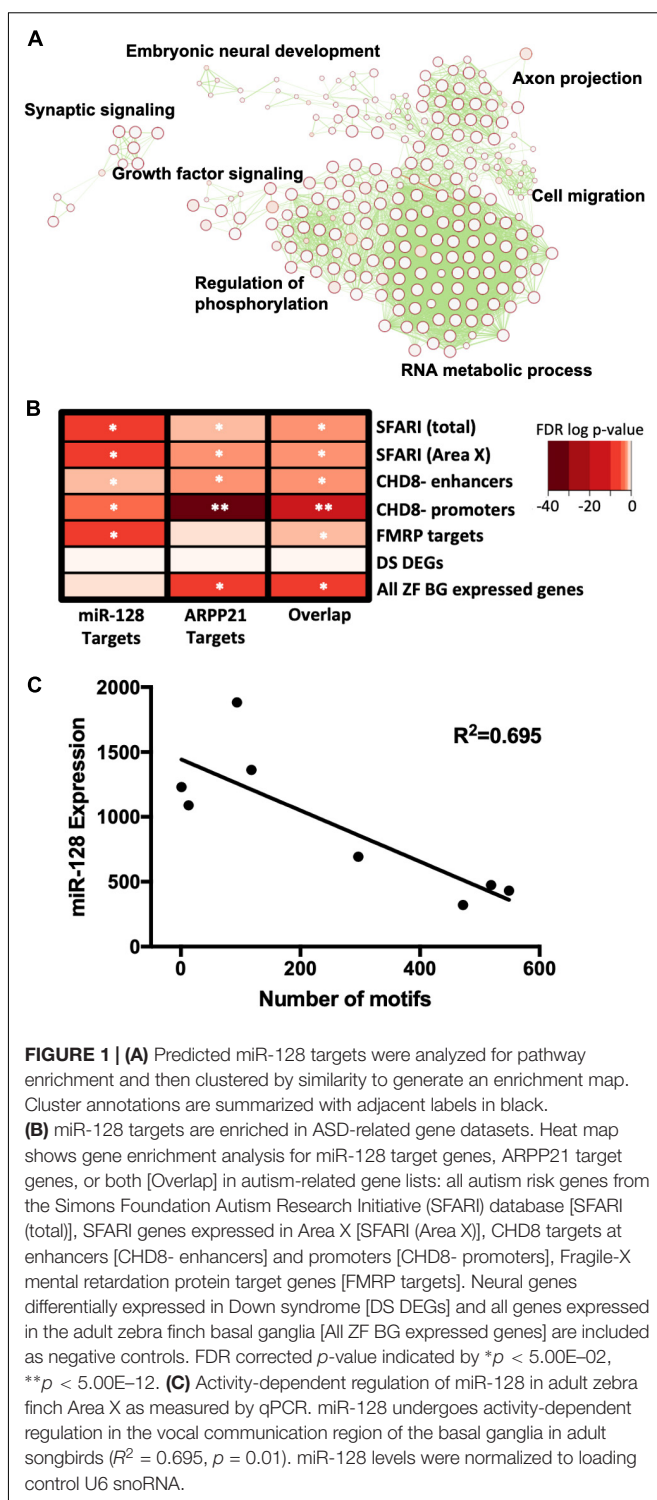 A
Embryonic neural development
Axon projection
Synaptic signaling
Growth factor signaling
Cell migration
Regulation of
phosphorylation
RNA metabolic process
B
* * * SFARI (total)
* * * SFARI (Area X)
* * * CHD8- enhancers
* ** ** CHD8- promoters
* * FMRP targets
DS DEGs
* * All ZF BG expressed genes
FDR log p-value
-40 -20 0
miR-128
Targets
ARPP21
Targets
Overlap
C
2000
1500
1000
500
0
miR-128 Expression
R²=0.695
0 200 400 600
Number of motifs
FIGURE 1 | (A) Predicted miR-128 targets were analyzed for pathway
enrichment and then clustered by similarity to generate an enrichment map.
Cluster annotations are summarized with adjacent labels in black.
(B) miR-128 targets are enriched in ASD-related gene datasets. Heat map
shows gene enrichment analysis for miR-128 target genes, ARPP21 target
genes, or both [Overlap] in autism-related gene lists: all autism risk genes from
the Simons Foundation Autism Research Initiative (SFARI) database [SFARI
(total)], SFARI genes expressed in Area X [SFARI (Area X)], CHD8 targets at
enhancers [CHD8- enhancers] and promoters [CHD8- promoters], Fragile-X
mental retardation protein target genes [FMRP targets]. Neural genes
differentially expressed in Down syndrome [DS DEGs] and all genes expressed
in the adult zebra finch basal ganglia [All ZF BG expressed genes] are included
as negative controls. FDR corrected p-value indicated by *p < 5.00E–02,
**p < 5.00E–12. (C) Activity-dependent regulation of miR-128 in adult zebra
finch Area X as measured by qPCR. miR-128 undergoes activity-dependent
regulation in the vocal communication region of the basal ganglia in adult
songbirds (R² = 0.695, p = 0.01). miR-128 levels were normalized to loading
control U6 snoRNA.